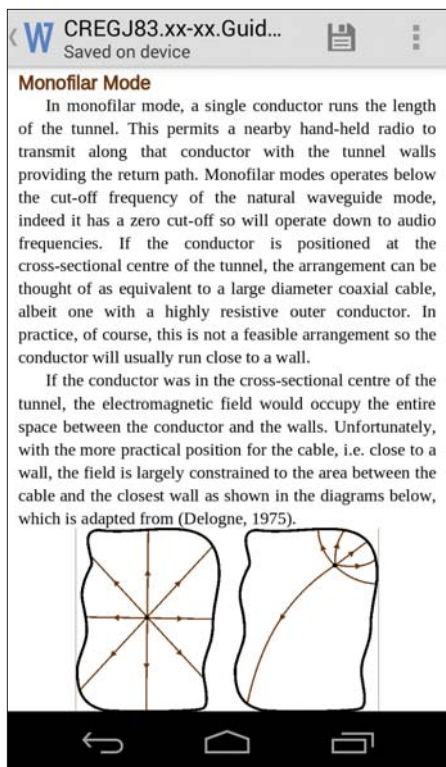 CREGJ83.xx-xx.Guid...
Saved on device
Monofilar Mode
In monofilar mode, a single conductor runs the length
of the tunnel. This permits a nearby hand-held radio to
transmit along that conductor with the tunnel walls
providing the return path. Monofilar modes operates below
the cut-off frequency of the natural waveguide mode,
indeed it has a zero cut-off so will operate down to audio
frequencies. If the conductor is positioned at the
cross-sectional centre of the tunnel, the arrangement can be
thought of as equivalent to a large diameter coaxial cable,
albeit one with a highly resistive outer conductor. In
practice, of course, this is not a feasible arrangement so the
conductor will usually run close to a wall.
If the conductor was in the cross-sectional centre of the
tunnel, the electromagnetic field would occupy the entire
space between the conductor and the walls. Unfortunately,
with the more practical position for the cable, i.e. close to a
wall, the field is largely constrained to the area between the
cable and the closest wall as shown in the diagrams below,
which is adapted from (Delogne, 1975).